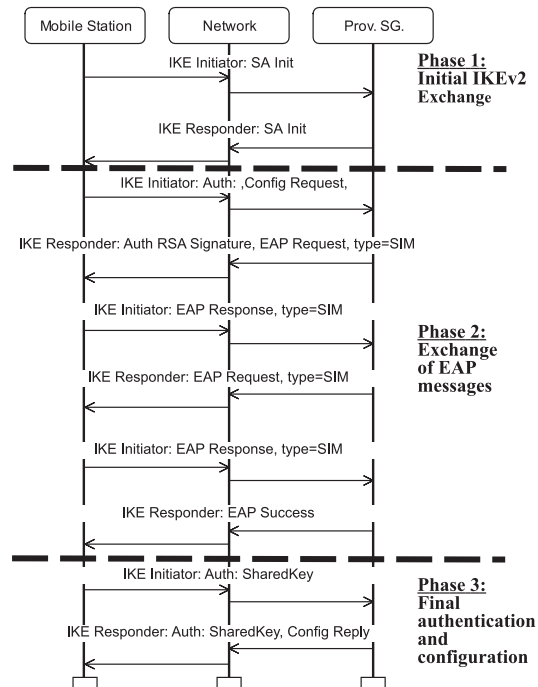 Mobile Station
Network
Prov. SG.
IKE Initiator: SA Init
Phase 1:
Initial IKEv2
Exchange
IKE Responder: SA Init
IKE Initiator: Auth: ,Config Request,
IKE Responder: Auth RSA Signature, EAP Request, type=SIM
IKE Initiator: EAP Response, type=SIM
Phase 2:
Exchange
of EAP
messages
IKE Responder: EAP Request, type=SIM
IKE Initiator: EAP Response, type=SIM
IKE Responder: EAP Success
IKE Initiator: Auth: SharedKey
Phase 3:
Final
authentication
and
configuration
IKE Responder: Auth: SharedKey, Config Reply